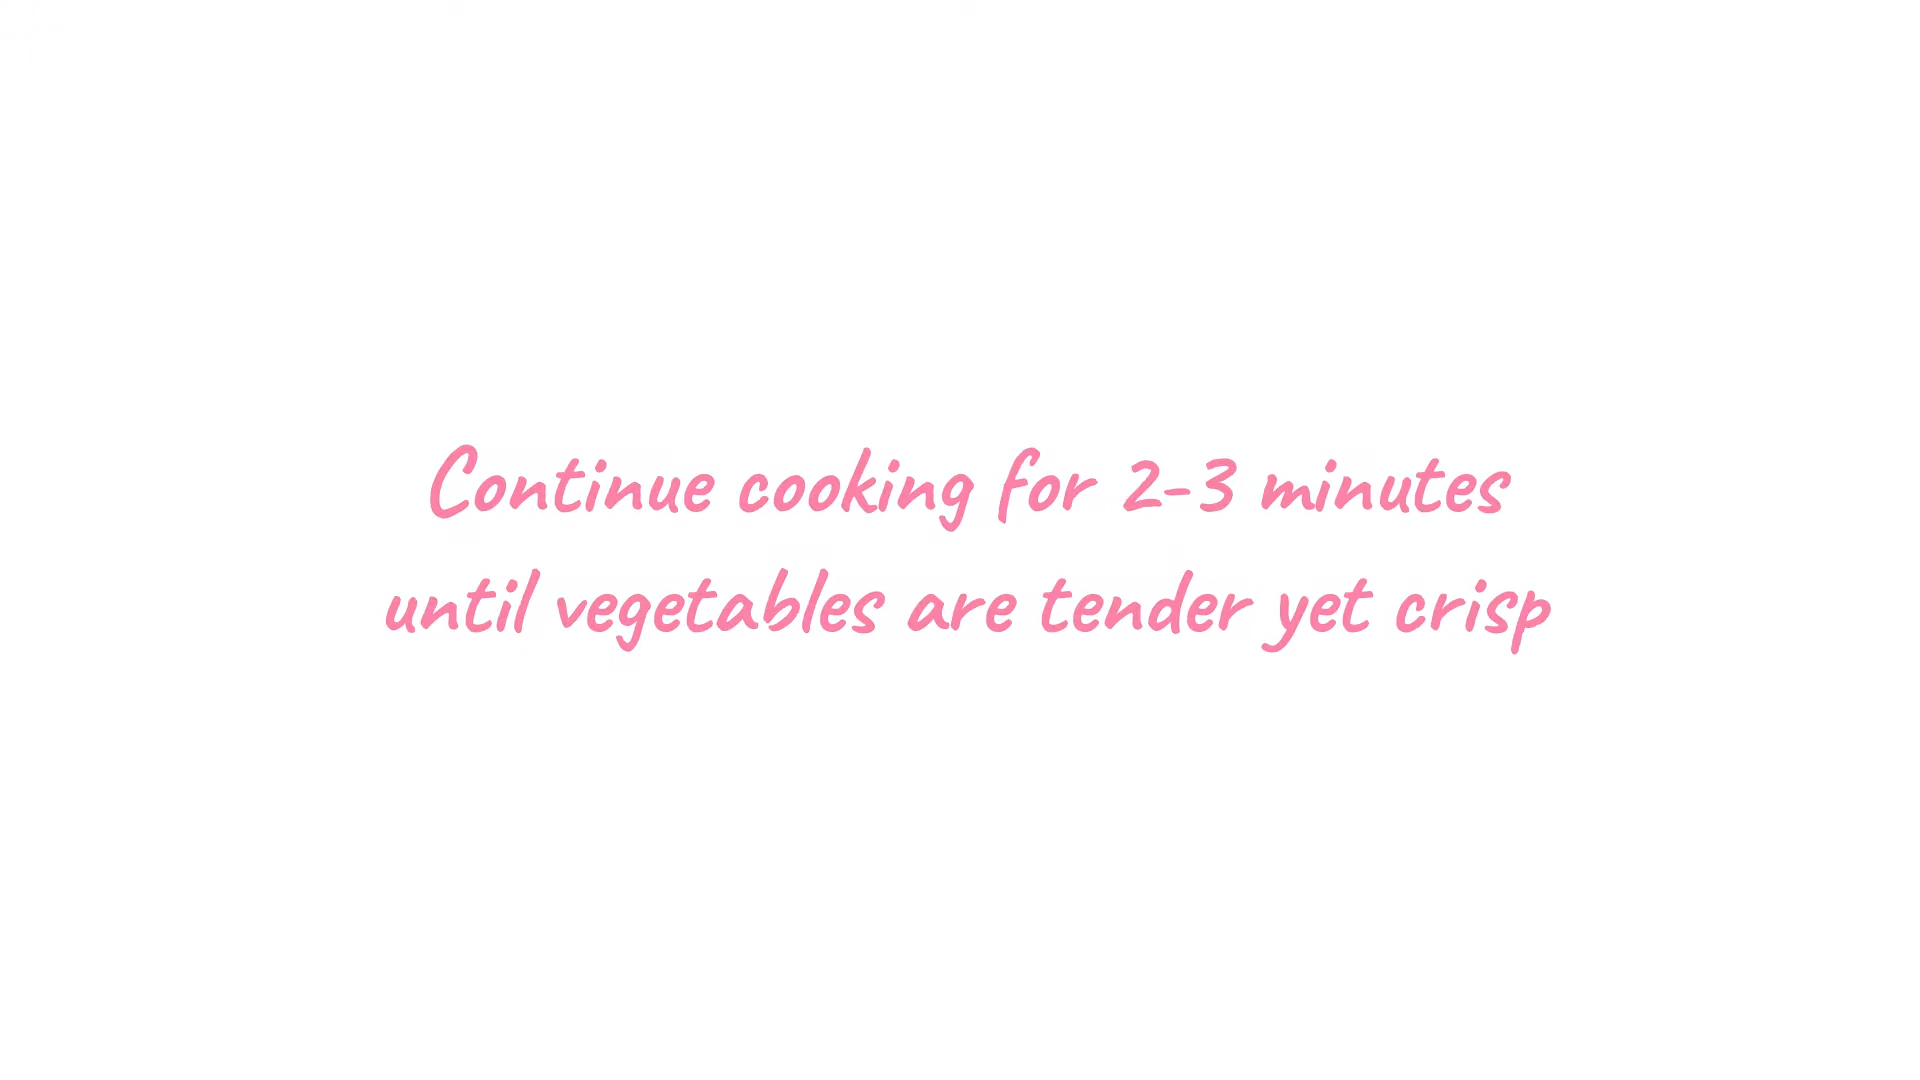 Continue cooking for 2-3 minutes
until vegetables are tender yet crisp